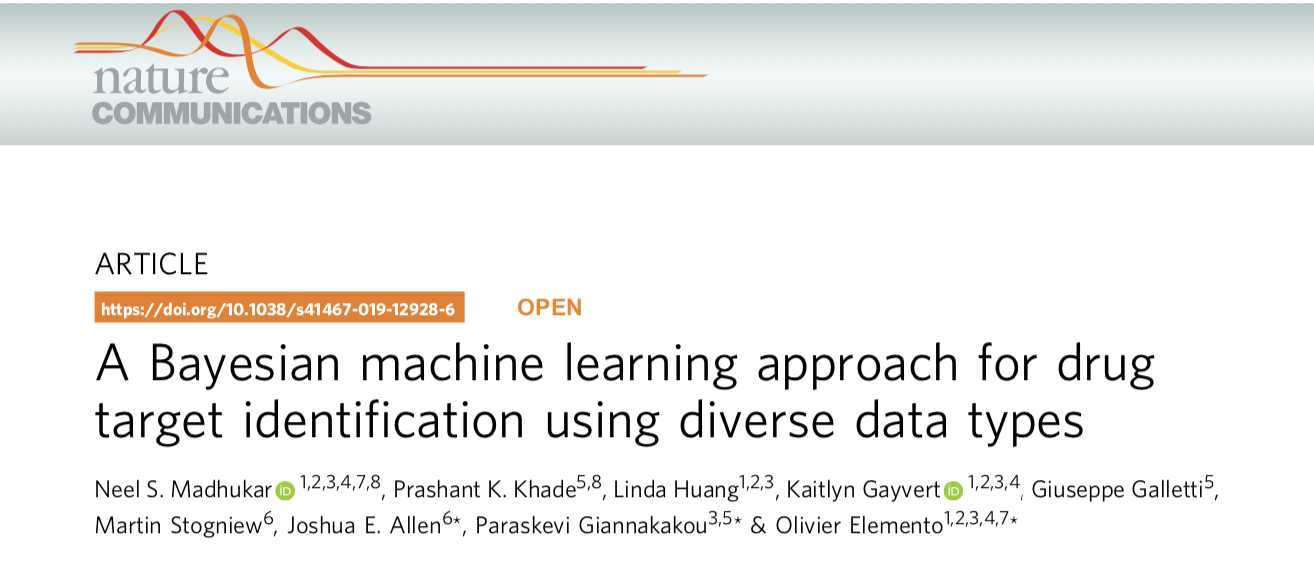 nature
COMMUNICATIONS
ARTICLE
https://doi.org/10.1038/s41467-019-12928-6 OPEN
A Bayesian machine learning approach for drug
target identification using diverse data types
Neel S. Madhukar iD 1,2,3,4,7,8, Prashant K. Khade5,8, Linda Huang1,2,3, Kaitlyn Gayvert iD 1,2,3,4, Giuseppe Galletti5,
Martin Stogniew6, Joshua E. Allen6*, Paraskevi Giannakakou3,5* & Olivier Elemento1,2,3,4,7*